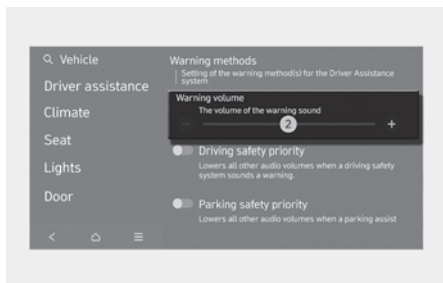 Vehicle
Driver assistance
Climate
Seat
Lights
Door
Warning methods
Setting of the warning method(s) for the Driver Assistance
system
Warning volume
The volume of the warning sound
2
+
Driving safety priority
Lowers all other audio volumes when a driving safety
system sounds a warning.
Parking safety priority
Lowers all other audio volumes when a parking assist